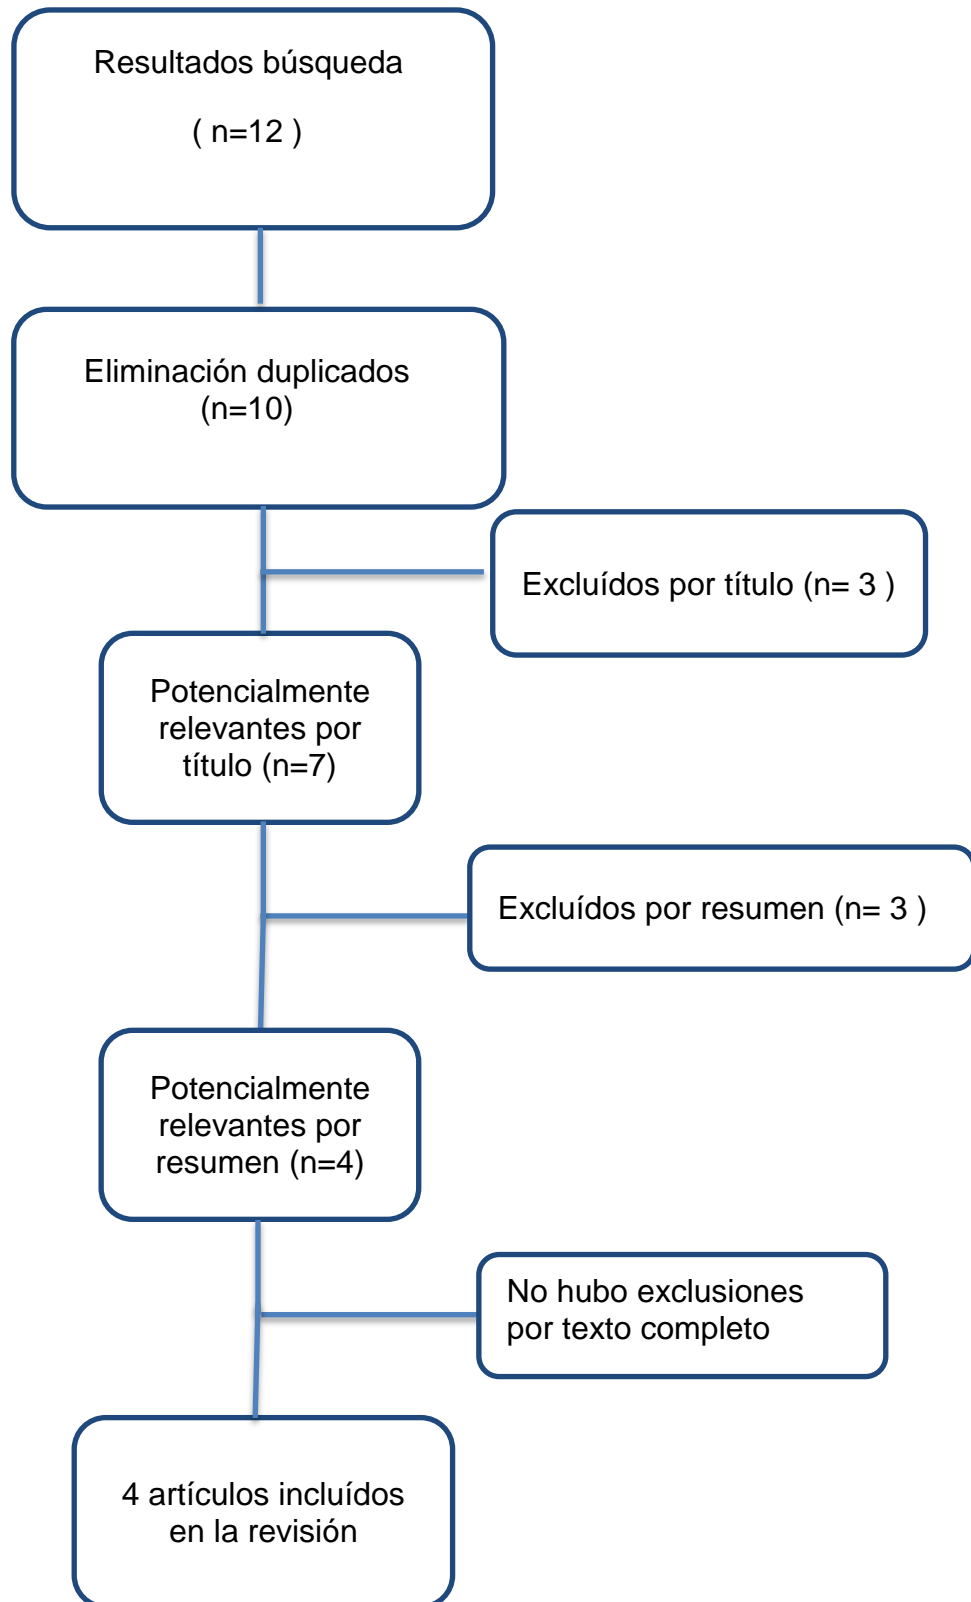 Resultados búsqueda
( n=12 )
Eliminación duplicados
(n=10)
Excluídos por título (n= 3 )
Potencialmente
relevantes por
título (n=7)
Excluídos por resumen (n= 3 )
Potencialmente
relevantes por
resumen (n=4)
No hubo exclusiones
por texto completo
4 artículos incluídos
en la revisión